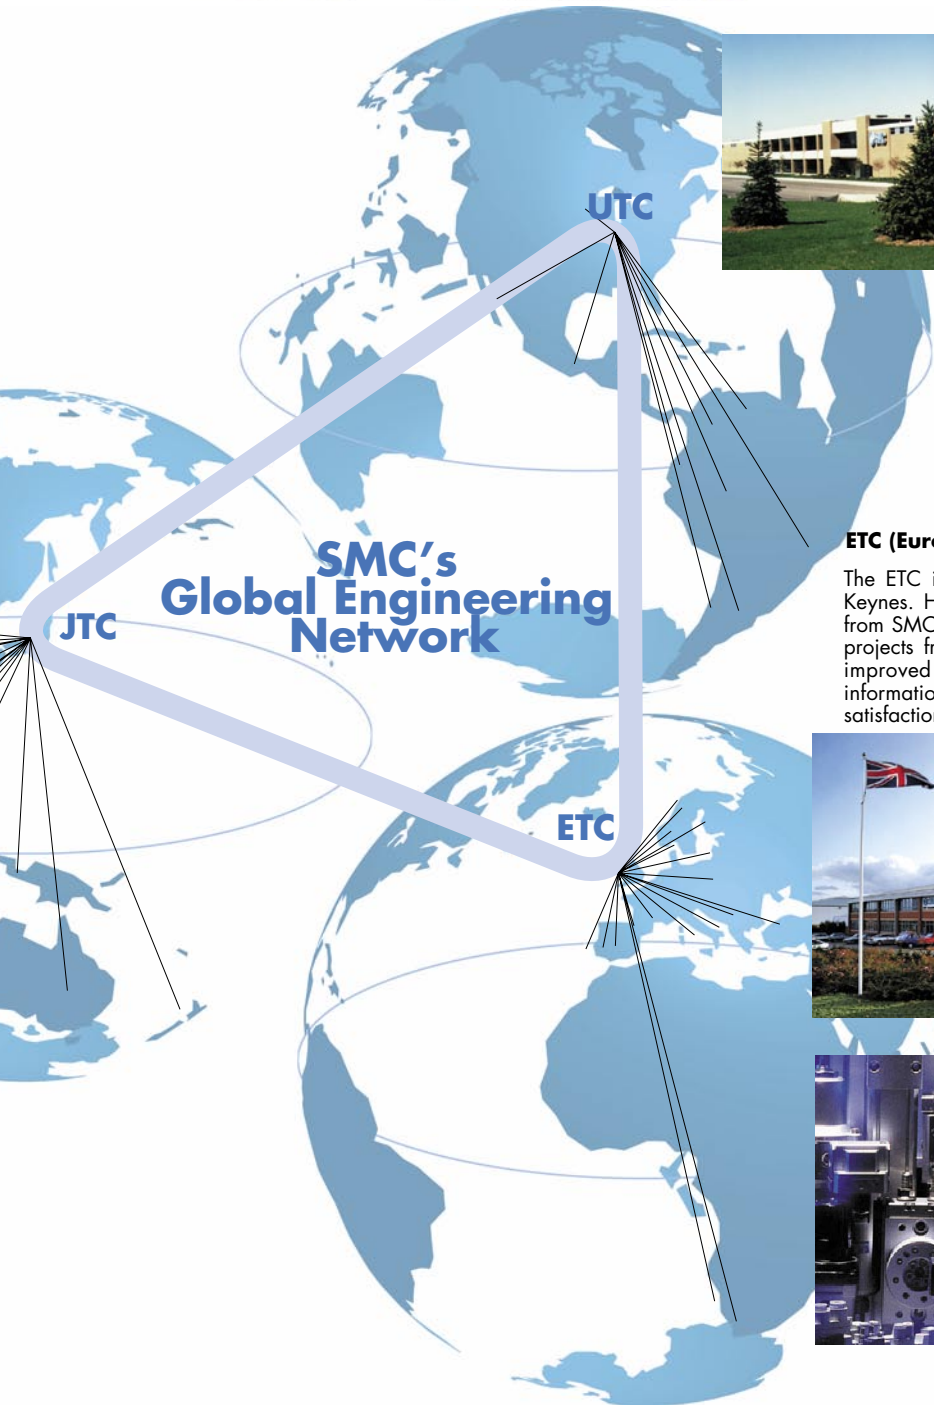 UTC
SMC's
Global Engineering
Network
JTC
ETC (Eur
The ETC i
Keynes. H
from SMC
projects fr
improved
informatio
satisfaction
ETC